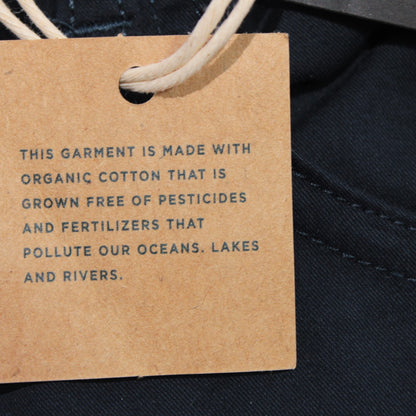 THIS GARMENT IS MADE WITH
ORGANIC COTTON THAT IS
GROWN FREE OF PESTICIDES
AND FERTILIZERS THAT
POLLUTE OUR OCEANS. LAKES
AND RIVERS.